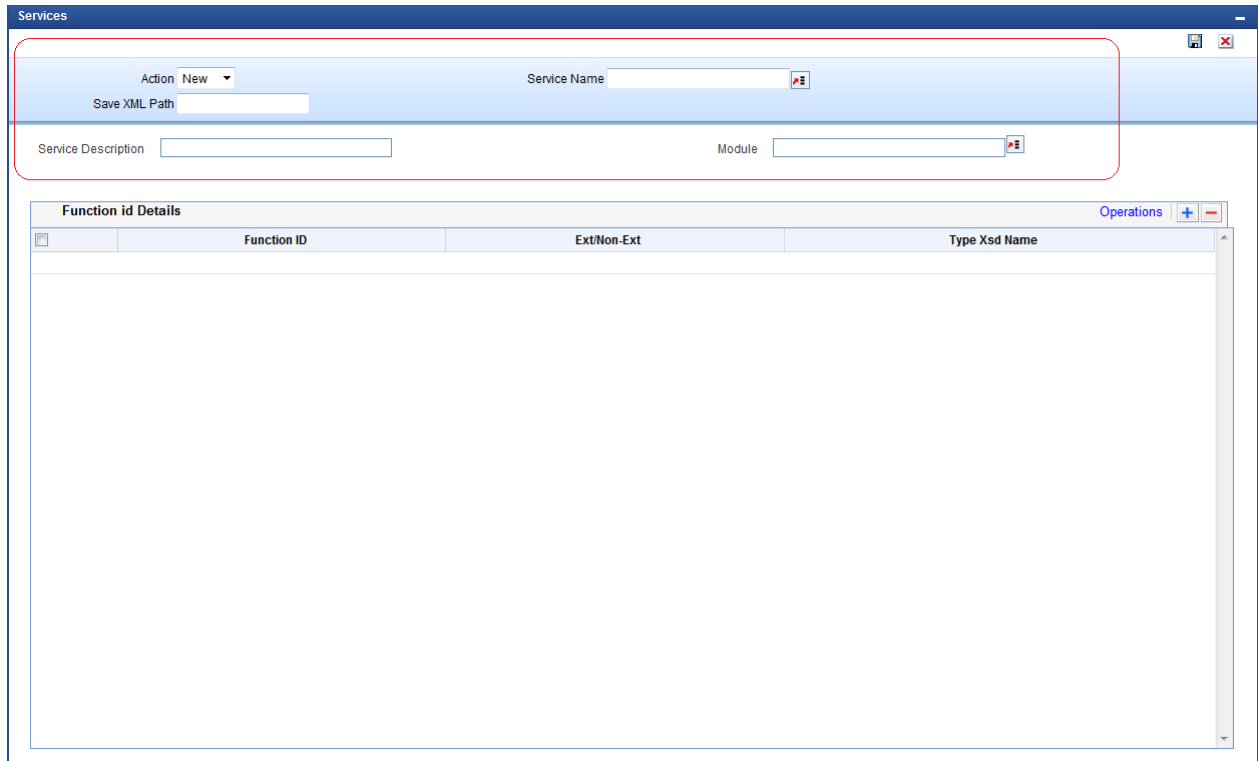 Services
Action New Service Name
Save XML Path
Service Description Module
Function id Details Operations
Function ID Ext/Non-Ext Type Xsd Name